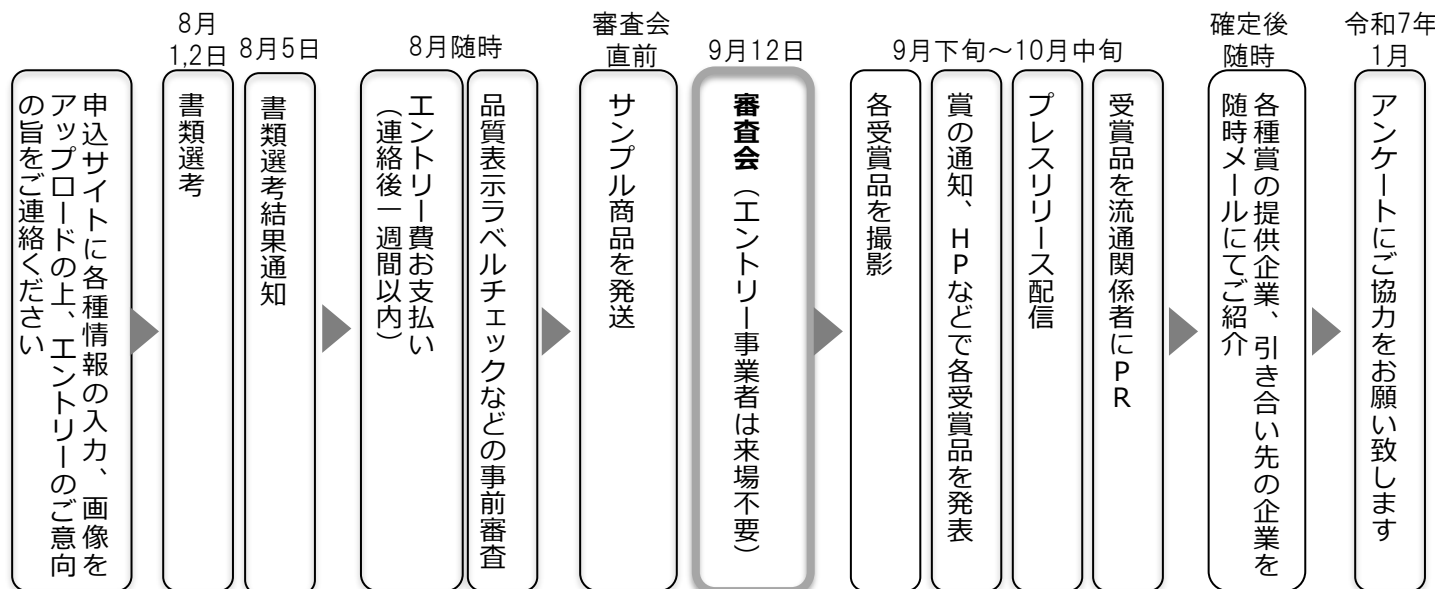 申込サイトに各種情報の入力、画像を
アップロードの上、エントリーのご意向
の旨をご連絡ください
8月
1,2日
書類選考
8月5日
書類選考結果通知
8月随時
エントリー費お支払い
（連絡後一週間以内）
品質表示ラベルチェックなどの事前審査
審査会
直前
サンプル商品を発送
9月12日
審査会（エントリー事業者は来場不要）
9月下旬～10月中旬
各受賞品を撮影
賞の通知、HPなどで各受賞品を発表
プレスリリース配信
受賞品を流通関係者にPR
確定後
随時
各種賞の提供企業、引き合い先の企業を
随時メールにてご紹介
令和7年
1月
アンケートにご協力をお願い致します